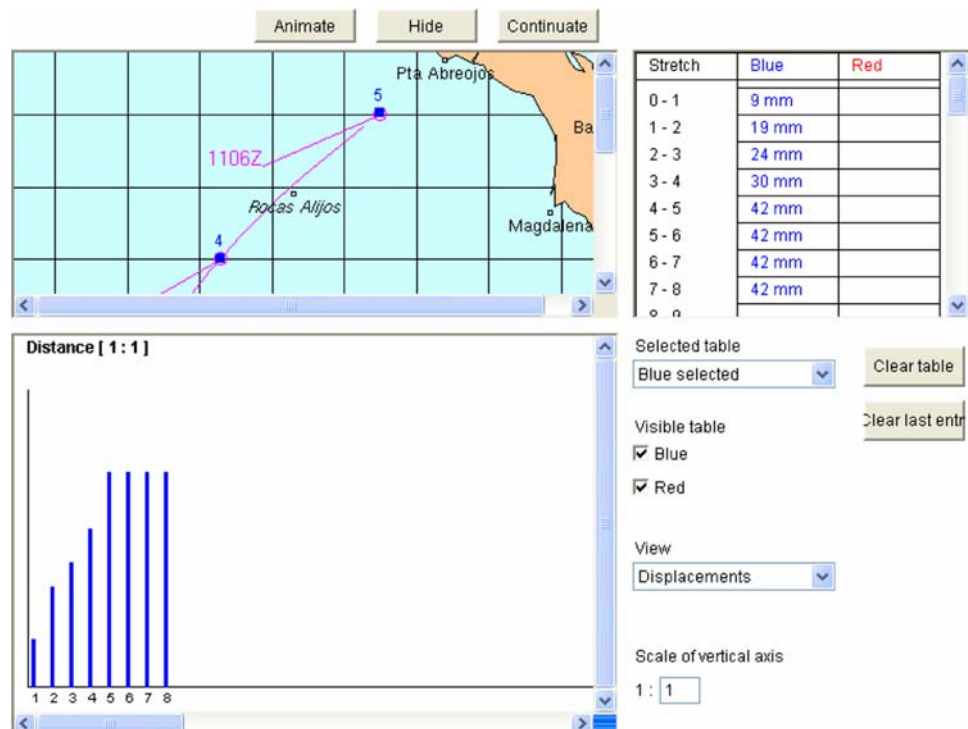 Animate Hide Continuate
Pta Abreojos
5
Ba
1106Z
Rocas Alijos
Magdalena
4
Stretch Blue Red
0 - 1 9 mm
1 - 2 19 mm
2 - 3 24 mm
3 - 4 30 mm
4 - 5 42 mm
5 - 6 42 mm
6 - 7 42 mm
7 - 8 42 mm
8 - 9
Distance [ 1 : 1 ]
1 2 3 4 5 6 7 8
Selected table
Blue selected
Clear table
Clear last entr
Visible table
Blue
Red
View
Displacements
Scale of vertical axis
1 : 1